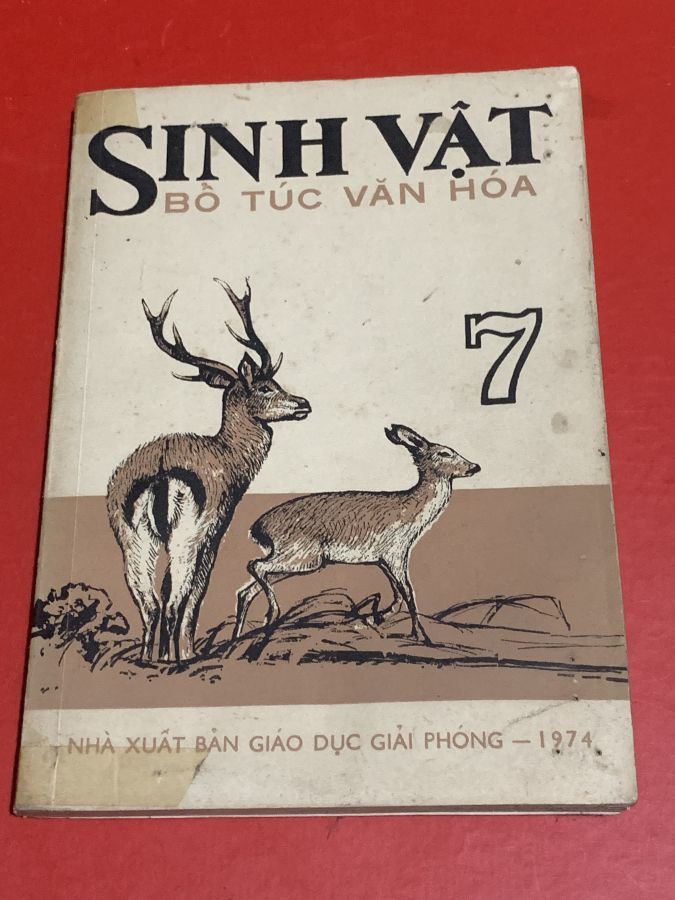 SINH VẬT
BỔ TÚC VĂN HÓA
7
NHÀ XUẤT BẢN GIÁO DỤC GIẢI PHÓNG — 1974